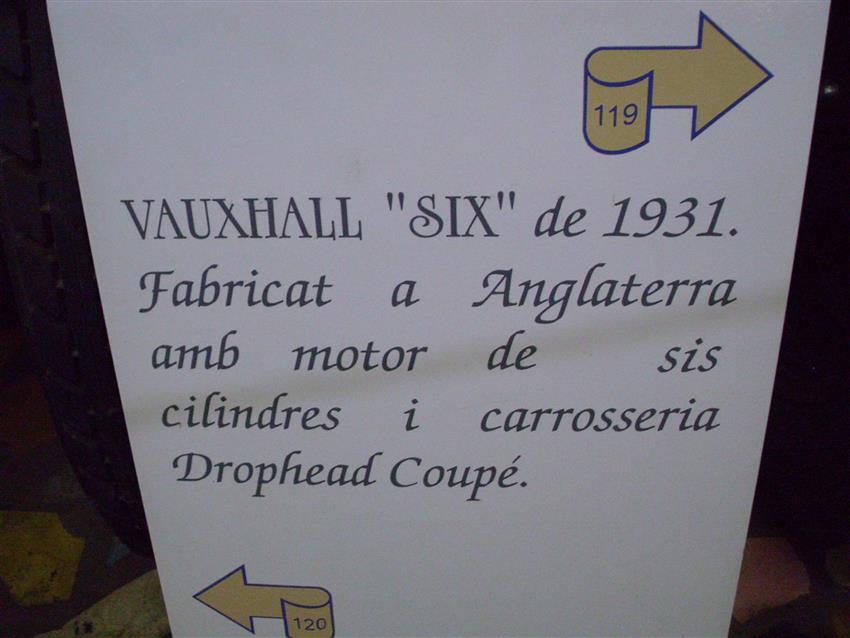 119
VAUXHALL "SIX" de 1931.
Fabricat a Anglaterra
amb motor de sis
cilindres i carrosseria
Drophead Coupé.
120